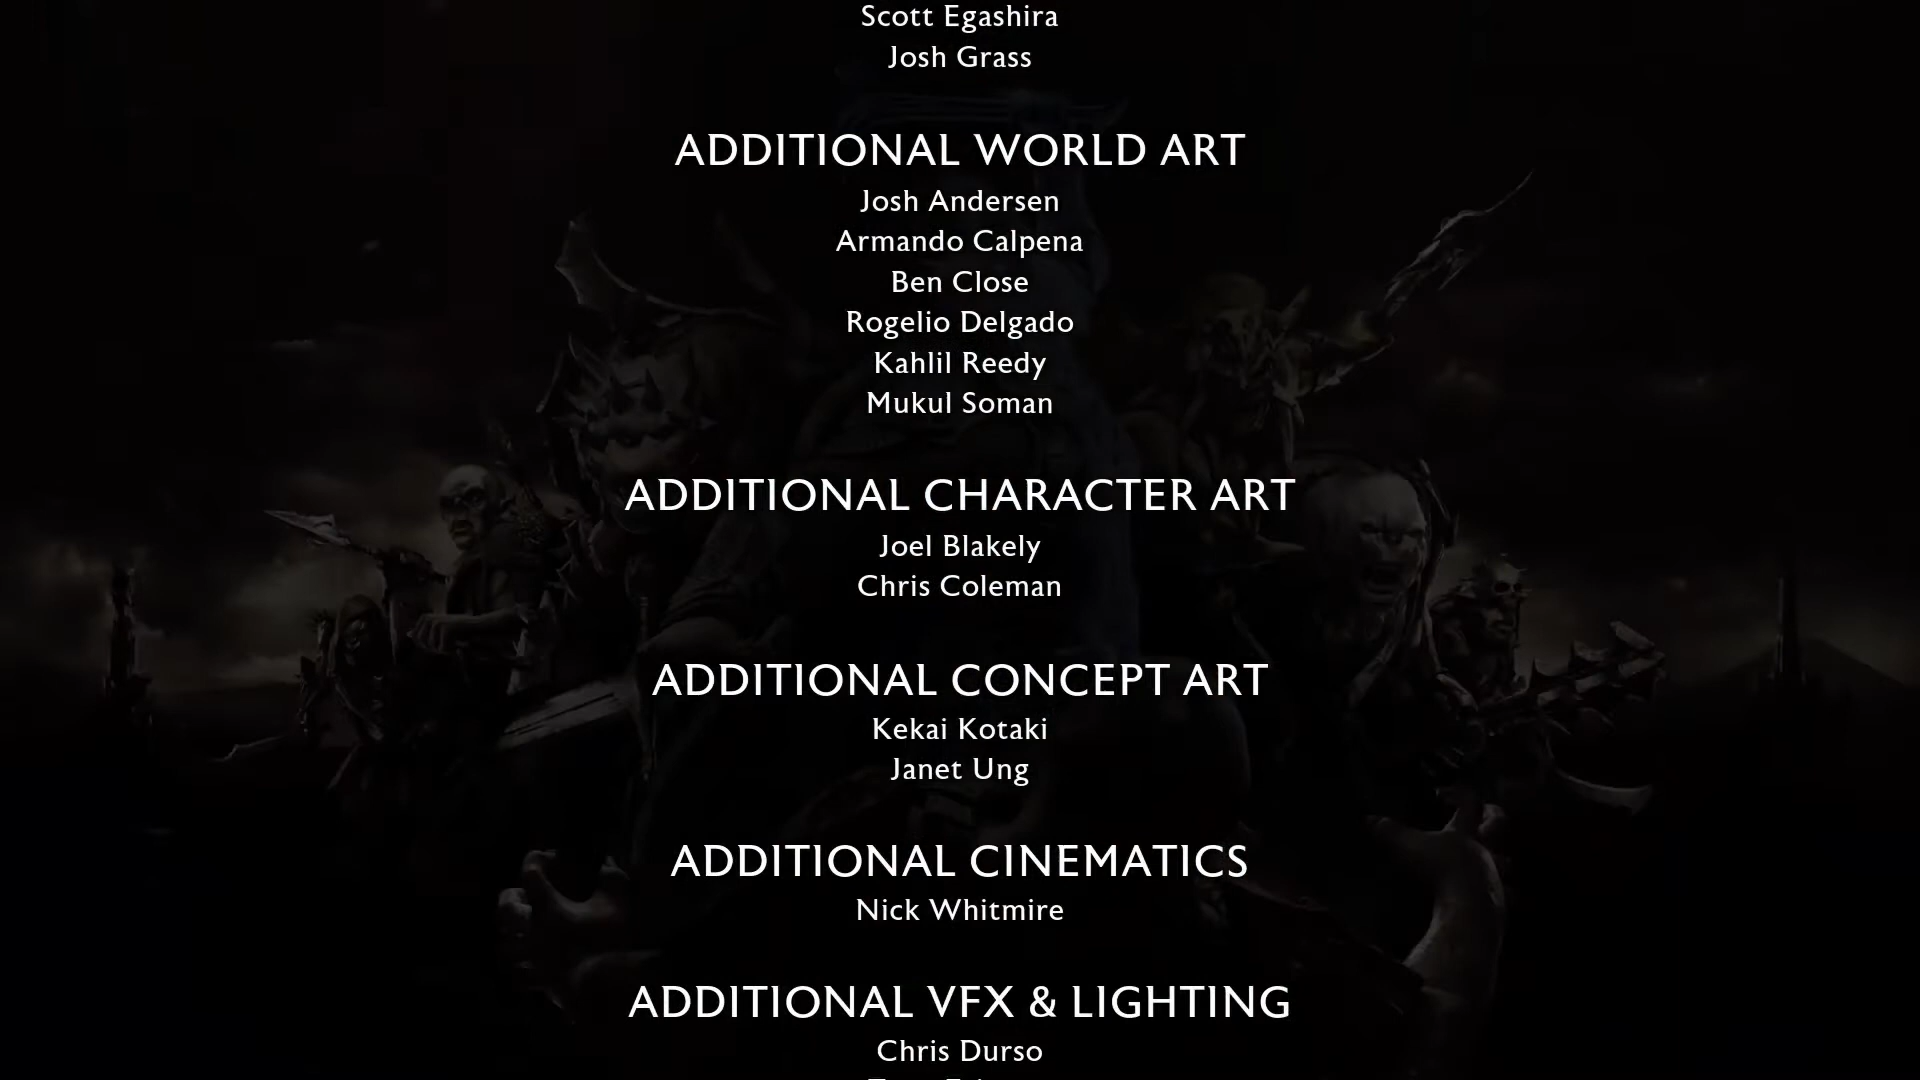 Scott Egashira
Josh Grass
ADDITIONAL WORLD ART
Josh Andersen
Armando Calpena
Ben Close
Rogelio Delgado
Kahlil Reedy
Mukul Soman
ADDITIONAL CHARACTER ART
Joel Blakely
Chris Coleman
ADDITIONAL CONCEPT ART
Kekai Kotaki
Janet Ung
ADDITIONAL CINEMATICS
Nick Whitmire
ADDITIONAL VFX & LIGHTING
Chris Durso